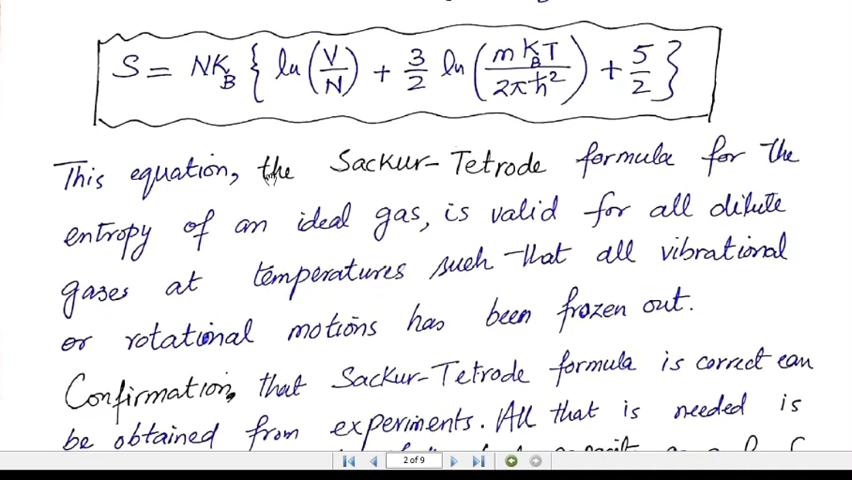 S = NK_B { ln(V/N) + 3/2 ln(m K_B T / 2πħ²) + 5/2 }
This equation, the Sackur-Tetrode formula for the
entropy of an ideal gas, is valid for all dilute
gases at temperatures such that all vibrational
or rotational motions has been frozen out.
Confirmation, that Sackur-Tetrode formula is correct can
be obtained from experiments. All that is needed is
2 of 9